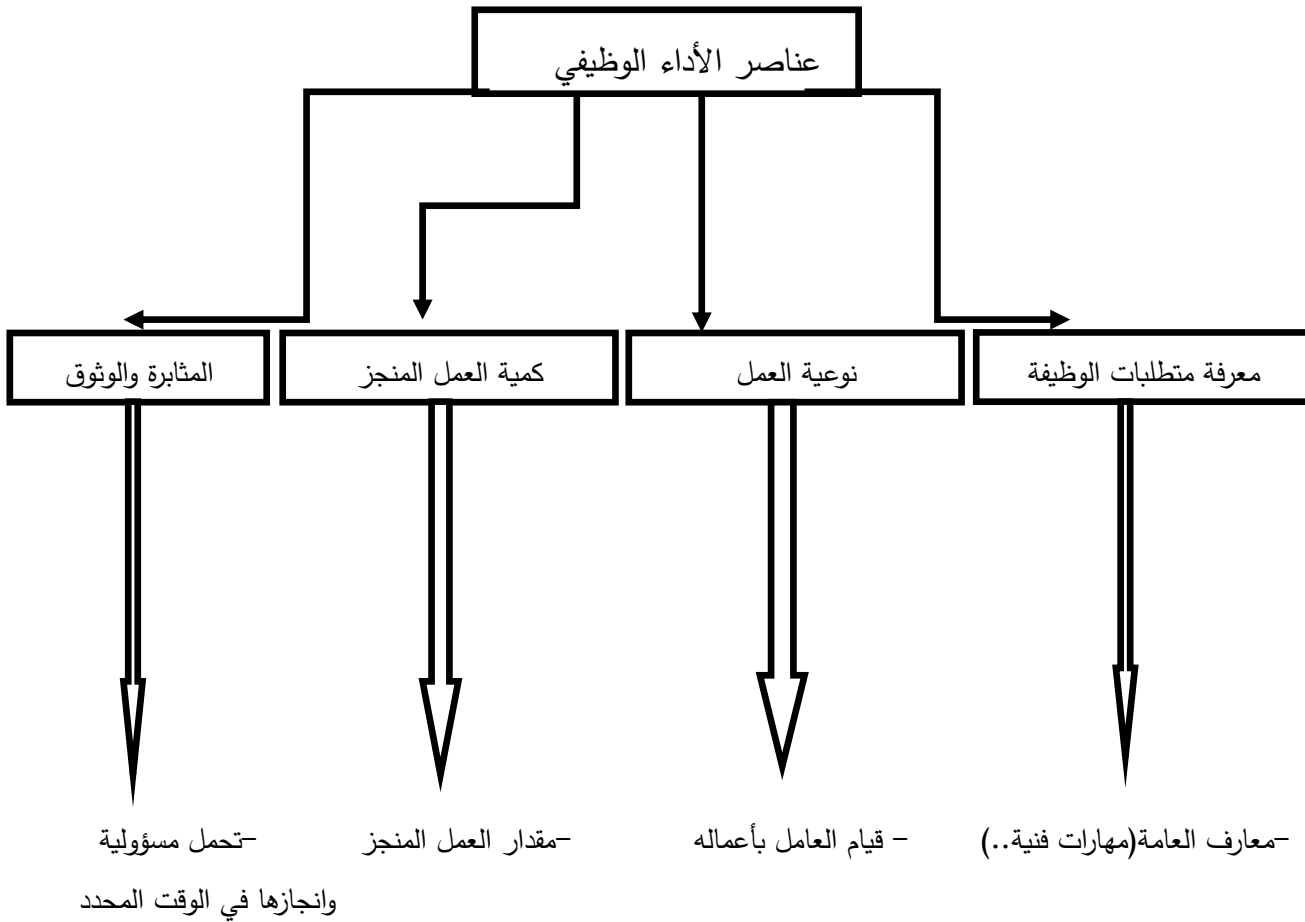 عناصر الأداء الوظيفي
معرفة متطلبات الوظيفة
نوعية العمل
كمية العمل المنجز
المثابرة والوثوق
-معارف العامة(مهارات فنية..)
- قيام العامل بأعماله
-مقدار العمل المنجز
-تحمل مسؤولية
وانجازها في الوقت المحدد